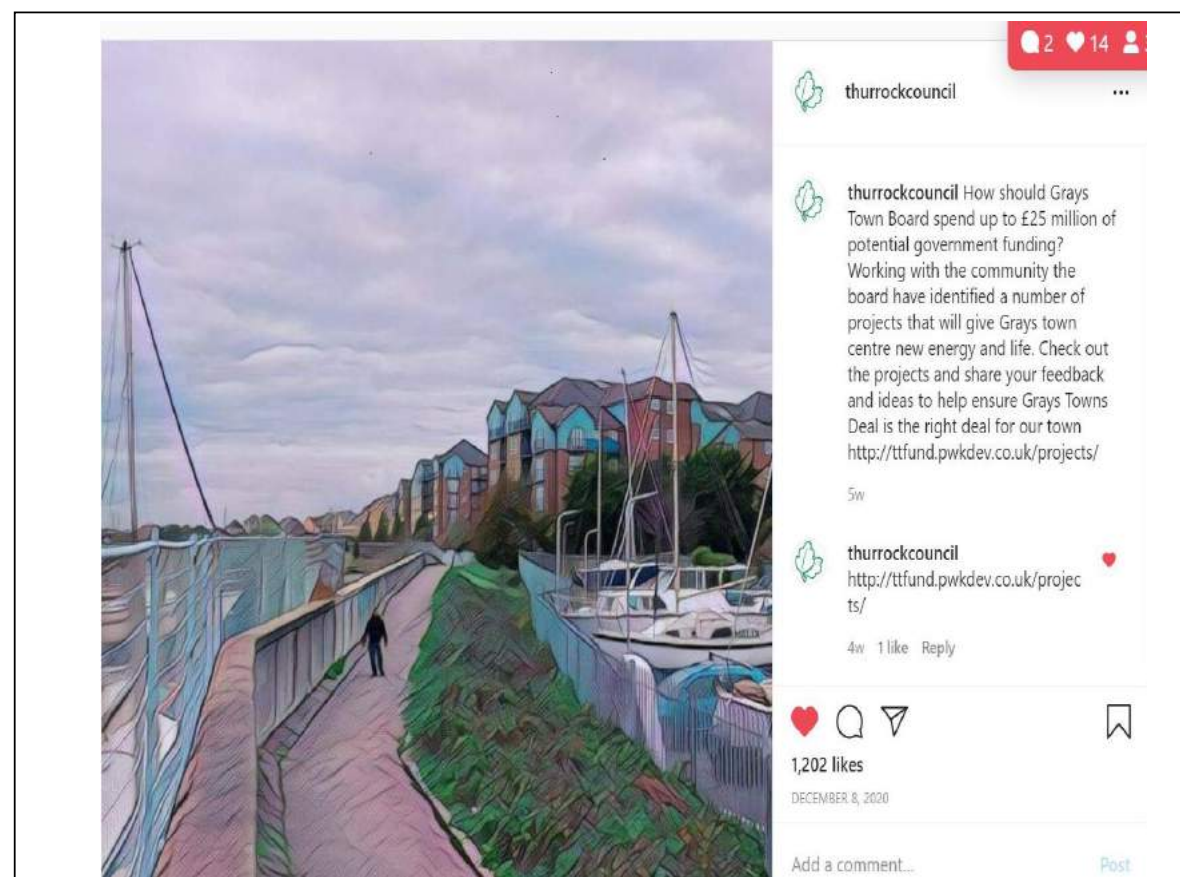 2 14
thurrockcouncil
thurrockcouncil How should Grays
Town Board spend up to £25 million of
potential government funding?
Working with the community the
board have identified a number of
projects that will give Grays town
centre new energy and life. Check out
the projects and share your feedback
and ideas to help ensure Grays Towns
Deal is the right deal for our town
http://ttfund.pwkdev.co.uk/projects/
5w
thurrockcouncil
http://ttfund.pwkdev.co.uk/projec
ts/
4w 1 like Reply
1,202 likes
DECEMBER 8, 2020
Add a comment... Post